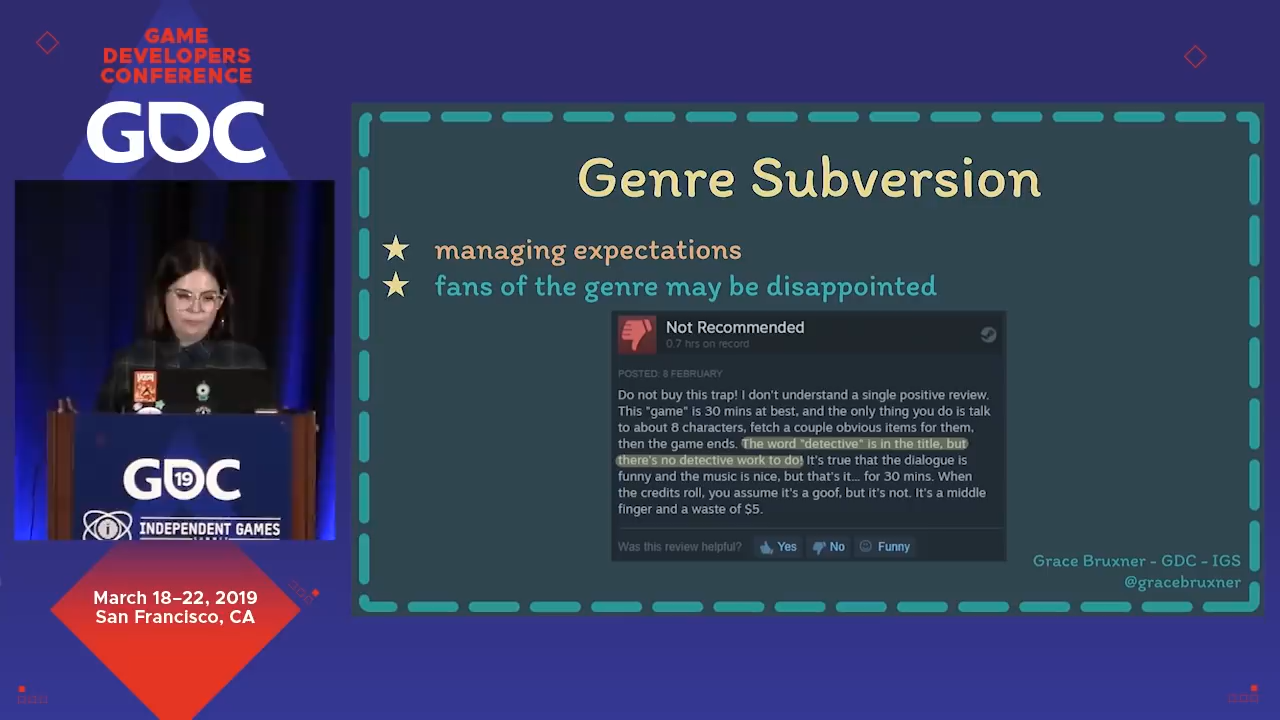 GAME
DEVELOPERS
CONFERENCE
GDC
GDC
19
INDEPENDENT GAMES
March 18–22, 2019
San Francisco, CA
Genre Subversion
★ managing expectations
★ fans of the genre may be disappointed
Not Recommended
0.7 hrs on record
POSTED: 8 FEBRUARY
Do not buy this trap! I don't understand a single positive review.
This "game" is 30 mins at best, and the only thing you do is talk
to about 8 characters, fetch a couple obvious items for them,
then the game ends. The word "detective" is in the title, but
there's no detective work to do! It's true that the dialogue is
funny and the music is nice, but that's it... for 30 mins. When
the credits roll, you assume it's a goof, but it's not. It's a middle
finger and a waste of $5.
Was this review helpful? Yes No Funny
Grace Bruxner - GDC - IGS
@gracebruxner